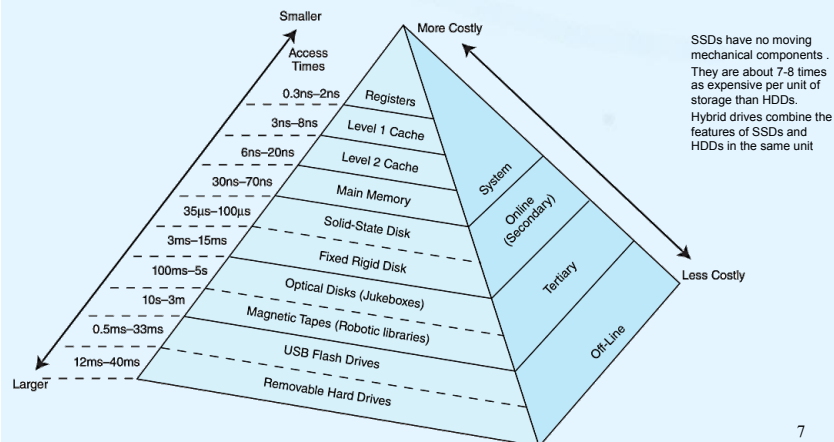 Smaller
More Costly
Access
Times
0.3ns–2ns
Registers
3ns–8ns
Level 1 Cache
6ns–20ns
Level 2 Cache
30ns–70ns
Main Memory
35µs–100µs
Solid-State Disk
3ms–15ms
Fixed Rigid Disk
100ms–5s
Optical Disks (Jukeboxes)
10s–3m
Magnetic Tapes (Robotic libraries)
0.5ms–33ms
USB Flash Drives
12ms–40ms
Removable Hard Drives
Larger
System
Online
(Secondary)
Tertiary
Off-Line
Less Costly
SSDs have no moving
mechanical components .
They are about 7-8 times
as expensive per unit of
storage than HDDs.
Hybrid drives combine the
features of SSDs and
HDDs in the same unit
7